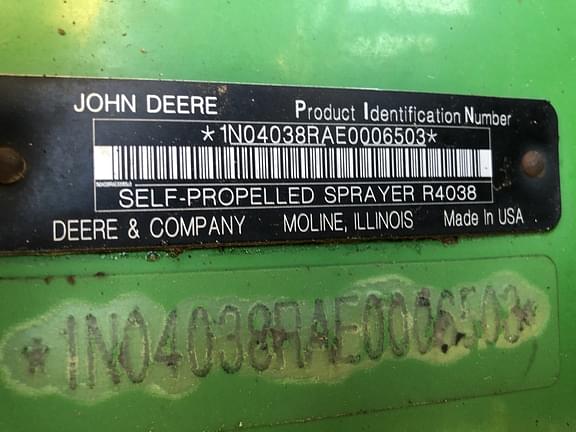 JOHN DEERE Product Identification Number
*1N04038RAE0006503*
SELF-PROPELLED SPRAYER R4038
DEERE & COMPANY MOLINE, ILLINOIS Made In USA
*1N04038RAE0006503*